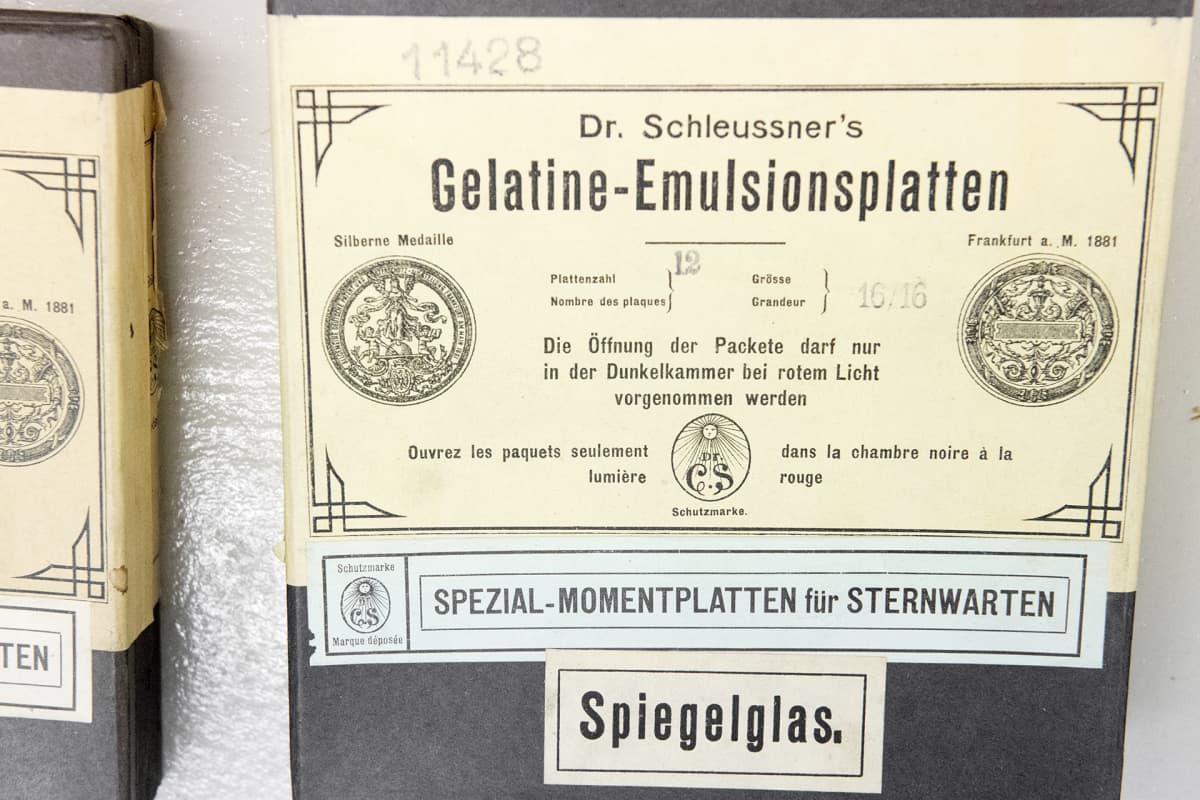 11428
Dr. Schleussner's
Gelatine-Emulsionsplatten
Silberne Medaille
Frankfurt a. M. 1881
Plattenzahl
12
Grösse
Nombre des plaques
Grandeur
16/16
Die Öffnung der Packete darf nur
in der Dunkelkammer bei rotem Licht
vorgenommen werden
Ouvrez les paquets seulement dans la chambre noire à la
lumière rouge
Dr.
C.S
Schutzmarke.
Schutzmarke
C.S
Marque déposée
SPEZIAL-MOMENTPLATTEN für STERNWARTEN
Spiegelglas.
a. M. 1881
TEN